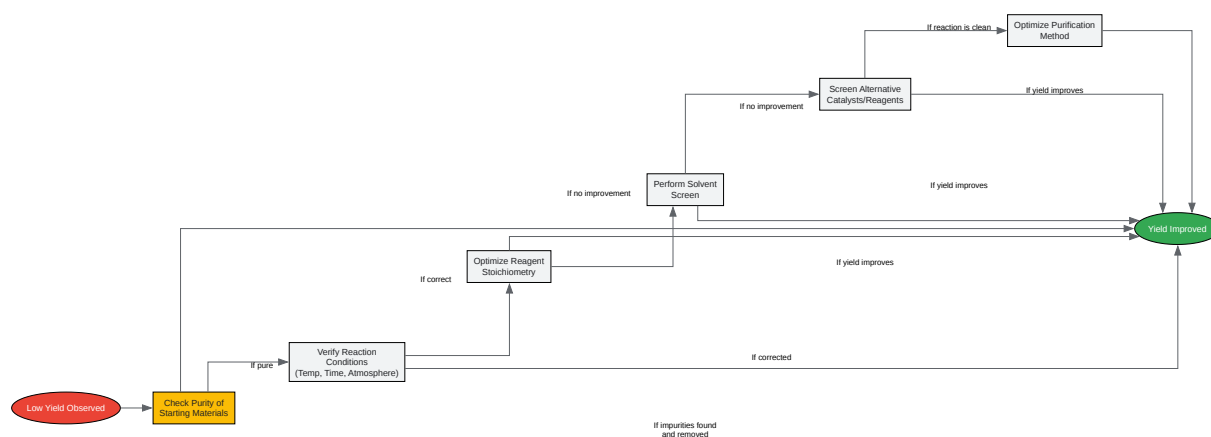 If reaction is clean
Optimize Purification
Method
Screen Alternative
Catalysts/Reagents
If yield improves
If no improvement
Perform Solvent
Screen
If no improvement
If yield improves
Yield Improved
Optimize Reagent
Stoichiometry
If yield improves
If correct
Verify Reaction
Conditions
(Temp, Time, Atmosphere)
If corrected
If pure
Low Yield Observed
Check Purity of
Starting Materials
If impurities found
and removed